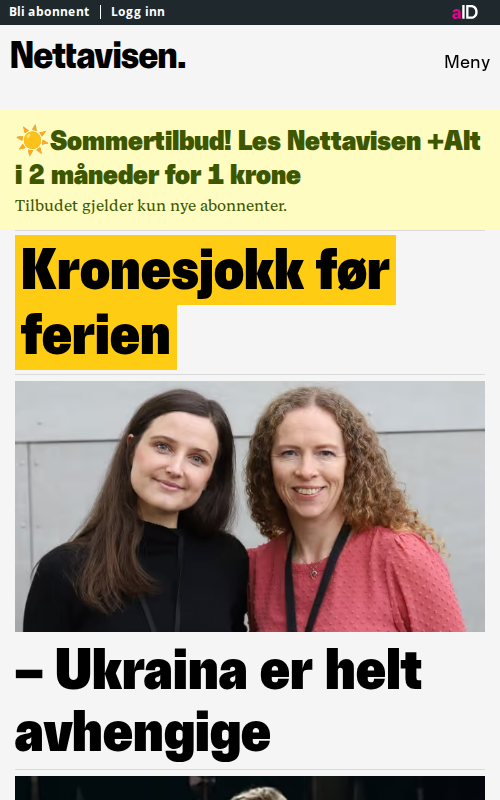 Bli abonnent
Logg inn
aID
Nettavisen.
Meny
☀️Sommertilbud! Les Nettavisen +Alt
i 2 måneder for 1 krone
Tilbudet gjelder kun nye abonnenter.
Kronesjokk før
ferien
– Ukraina er helt
avhengige